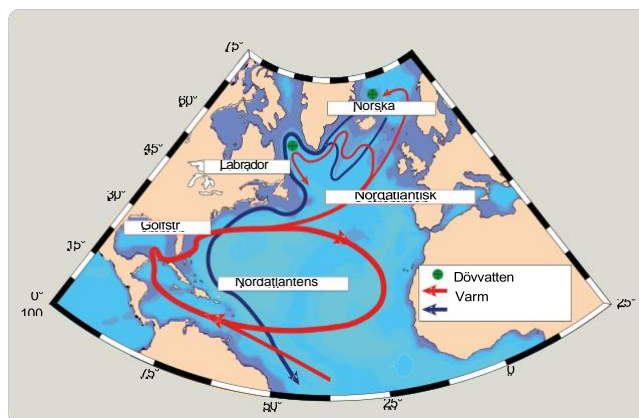 75°
60°
45°
30°
15°
0°
100
Norska
Labrador
Nordatlantisk
Golfstr
Nordatlantens
Dövvatten
Varm
75°
50°
25°
0
25°